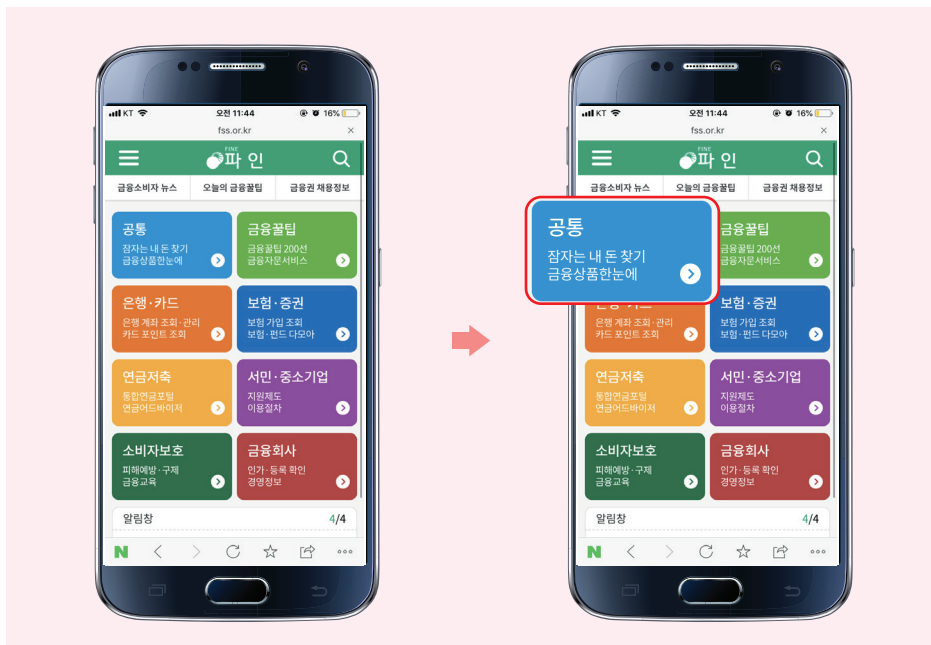 KT 오전 11:44 16%
fss.or.kr ×
FINE
파인
금융소비자 뉴스 오늘의 금융꿀팁 금융권 채용정보
공통
잠자는 내 돈 찾기
금융상품한눈에
금융꿀팁
금융꿀팁 200선
금융자문서비스
은행·카드
은행 계좌 조회·관리
카드 포인트 조회
보험·증권
보험 가입 조회
보험·펀드 다모아
연금저축
통합연금포털
연금어드바이저
서민·중소기업
지원제도
이용절차
소비자보호
피해예방·구제
금융교육
금융회사
인가·등록 확인
경영정보
알림창 4/4
N
KT 오전 11:44 16%
fss.or.kr ×
FINE
파인
금융소비자 뉴스 오늘의 금융꿀팁 금융권 채용정보
공통
잠자는 내 돈 찾기
금융상품한눈에
금융꿀팁
금융꿀팁 200선
금융자문서비스
은행 계좌 조회·관리
카드 포인트 조회
보험·증권
보험 가입 조회
보험·펀드 다모아
연금저축
통합연금포털
연금어드바이저
서민·중소기업
지원제도
이용절차
소비자보호
피해예방·구제
금융교육
금융회사
인가·등록 확인
경영정보
알림창 4/4
N